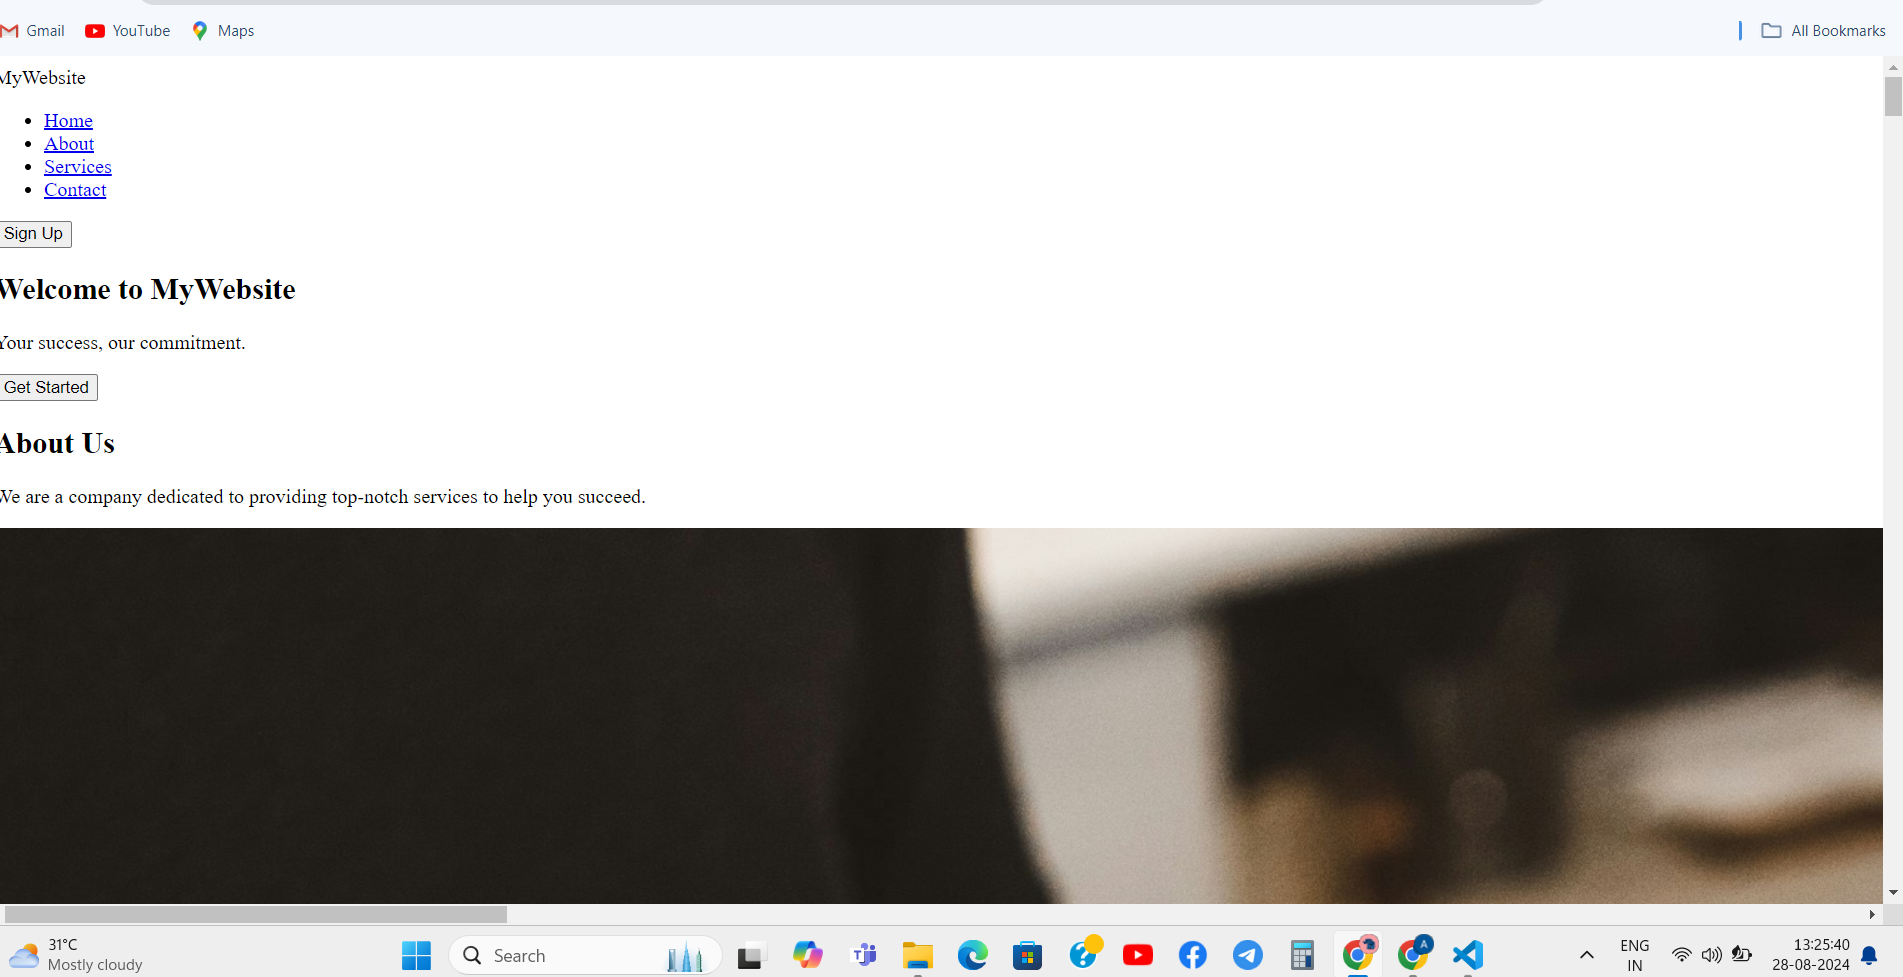 Gmail YouTube Maps All Bookmarks
MyWebsite
Home
About
Services
Contact
Sign Up
Welcome to MyWebsite
Your success, our commitment.
Get Started
About Us
We are a company dedicated to providing top-notch services to help you succeed.
31°C
Mostly cloudy
Search
A
ENG
IN
13:25:40
28-08-2024